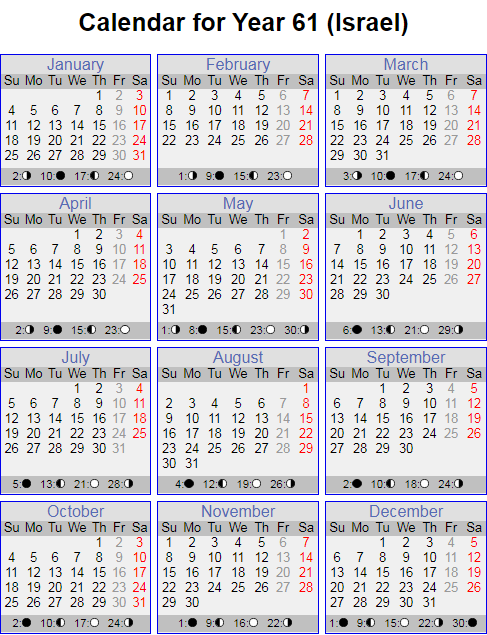 Calendar for Year 61 (Israel)
January
Su Mo Tu We Th Fr Sa
1 2 3
4 5 6 7 8 9 10
11 12 13 14 15 16 17
18 19 20 21 22 23 24
25 26 27 28 29 30 31
2: 10: 17: 24:
February
Su Mo Tu We Th Fr Sa
1 2 3 4 5 6 7
8 9 10 11 12 13 14
15 16 17 18 19 20 21
22 23 24 25 26 27 28
1: 9: 15: 23:
March
Su Mo Tu We Th Fr Sa
1 2 3 4 5 6 7
8 9 10 11 12 13 14
15 16 17 18 19 20 21
22 23 24 25 26 27 28
29 30 31
3: 10: 17: 24:
April
Su Mo Tu We Th Fr Sa
1 2 3 4
5 6 7 8 9 10 11
12 13 14 15 16 17 18
19 20 21 22 23 24 25
26 27 28 29 30
2: 9: 15: 23:
May
Su Mo Tu We Th Fr Sa
1 2
3 4 5 6 7 8 9
10 11 12 13 14 15 16
17 18 19 20 21 22 23
24 25 26 27 28 29 30
31
1: 8: 15: 23: 30:
June
Su Mo Tu We Th Fr Sa
1 2 3 4 5 6
7 8 9 10 11 12 13
14 15 16 17 18 19 20
21 22 23 24 25 26 27
28 29 30
6: 13: 21: 29:
July
Su Mo Tu We Th Fr Sa
1 2 3 4
5 6 7 8 9 10 11
12 13 14 15 16 17 18
19 20 21 22 23 24 25
26 27 28 29 30 31
5: 13: 21: 28:
August
Su Mo Tu We Th Fr Sa
1
2 3 4 5 6 7 8
9 10 11 12 13 14 15
16 17 18 19 20 21 22
23 24 25 26 27 28 29
30 31
4: 12: 19: 26:
September
Su Mo Tu We Th Fr Sa
1 2 3 4 5
6 7 8 9 10 11 12
13 14 15 16 17 18 19
20 21 22 23 24 25 26
27 28 29 30
2: 10: 18: 24:
October
Su Mo Tu We Th Fr Sa
1 2 3
4 5 6 7 8 9 10
11 12 13 14 15 16 17
18 19 20 21 22 23 24
25 26 27 28 29 30 31
2: 10: 17: 24:
November
Su Mo Tu We Th Fr Sa
1 2 3 4 5 6 7
8 9 10 11 12 13 14
15 16 17 18 19 20 21
22 23 24 25 26 27 28
29 30
1: 9: 16: 22:
December
Su Mo Tu We Th Fr Sa
1 2 3 4 5
6 7 8 9 10 11 12
13 14 15 16 17 18 19
20 21 22 23 24 25 26
27 28 29 30 31
1: 9: 15: 22: 30: